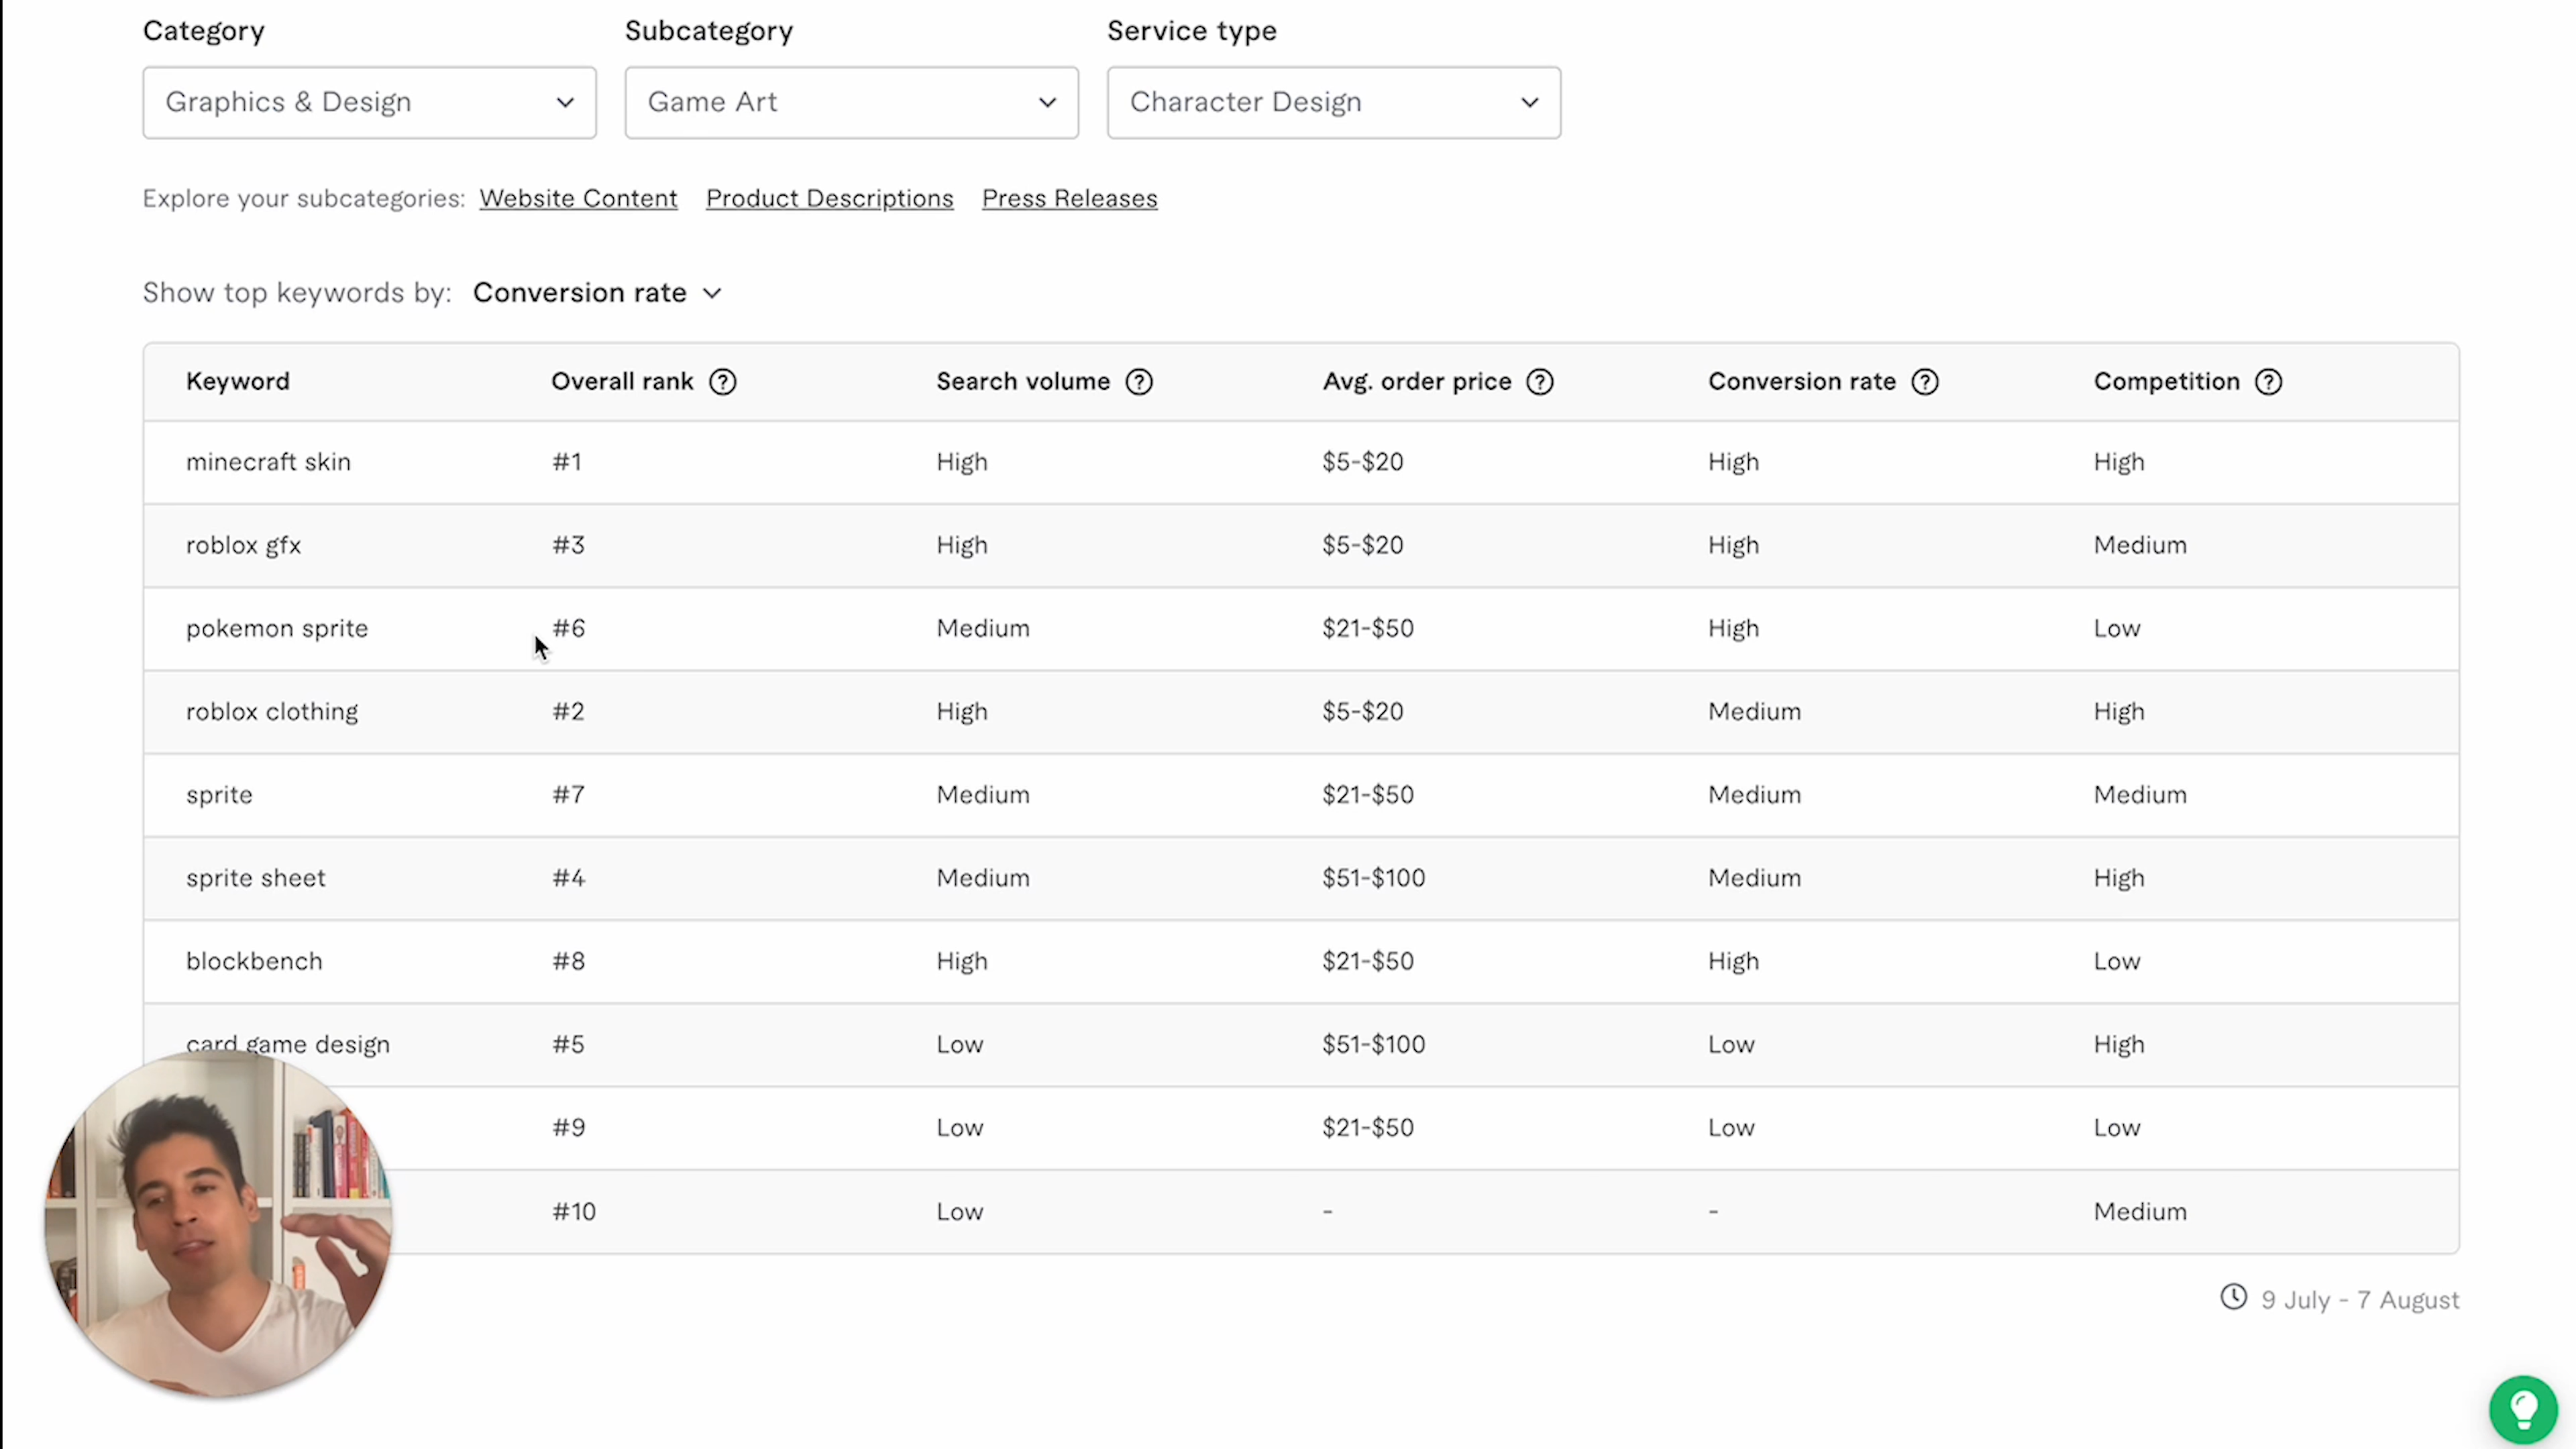 Category Subcategory Service type
Graphics & Design Game Art Character Design
Explore your subcategories: Website Content Product Descriptions Press Releases
Show top keywords by: Conversion rate
Keyword Overall rank ? Search volume ? Avg. order price ? Conversion rate ? Competition ?
minecraft skin #1 High $5-$20 High High
roblox gfx #3 High $5-$20 High Medium
pokemon sprite #6 Medium $21-$50 High Low
roblox clothing #2 High $5-$20 Medium High
sprite #7 Medium $21-$50 Medium Medium
sprite sheet #4 Medium $51-$100 Medium High
blockbench #8 High $21-$50 High Low
card game design #5 Low $51-$100 Low High
#9 Low $21-$50 Low Low
#10 Low - - Medium
9 July - 7 August